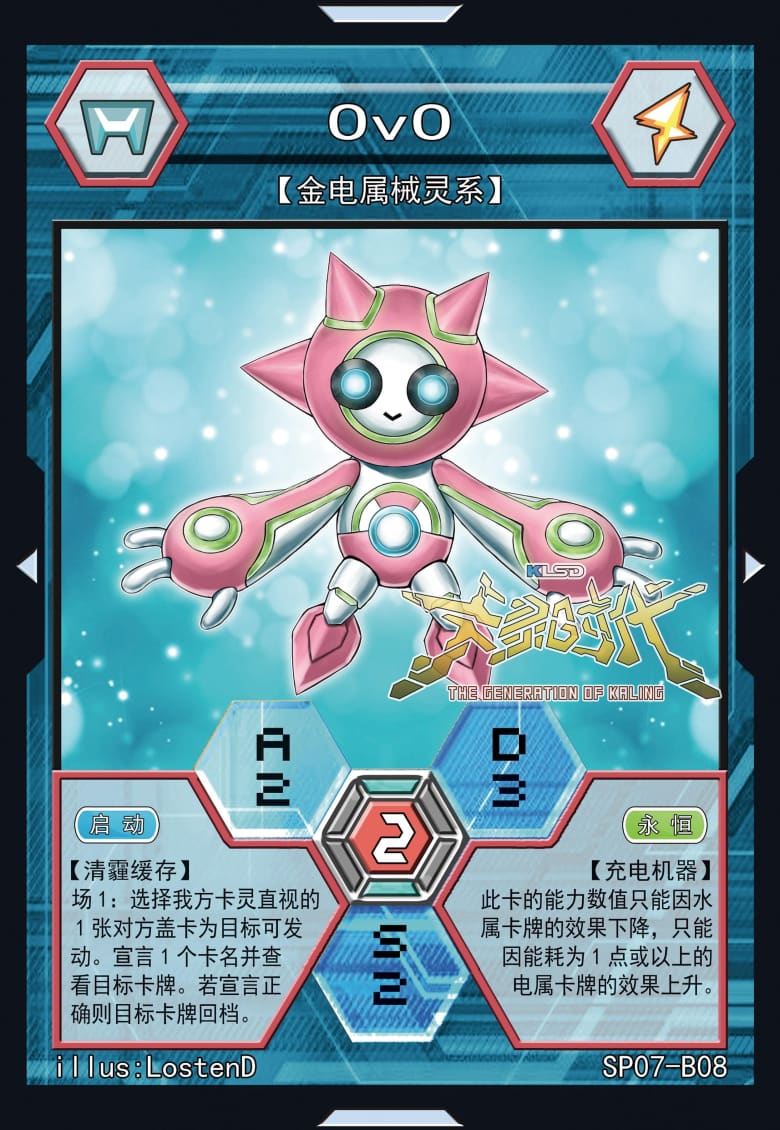 OvO
【金电属械灵系】
KLSD
卡灵时代
THE GENERATION OF KALING
A
2
D
3
2
S
2
启动
【清霾缓存】
场1：选择我方卡灵直视的
1张对方盖卡为目标可发
动。宣言1个卡名并查
看目标卡牌。若宣言正
确则目标卡牌回档。
永恒
【充电机器】
此卡的能力数值只能因水
属卡牌的效果下降，只能
因能耗为1点或以上的
电属卡牌的效果上升。
illus:LostenD
SP07-B08